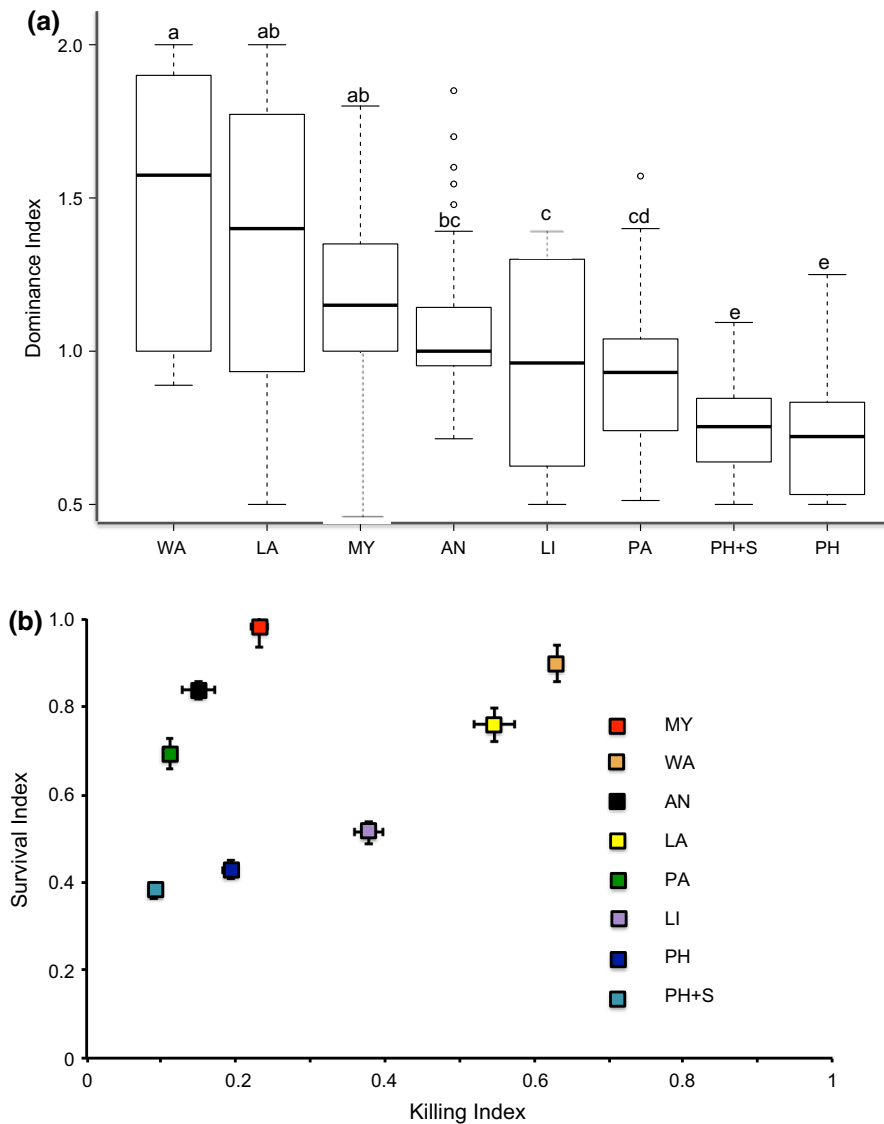 (a)
Dominance Index
2.0
1.5
1.0
0.5
a
ab
ab
bc
c
cd
e
e
WA LA MY AN LI PA PH+S PH
(b)
Survival Index
1.0
0.8
0.6
0.4
0.2
0
MY
WA
AN
LA
PA
LI
PH
PH+S
0 0.2 0.4 0.6 0.8 1
Killing Index